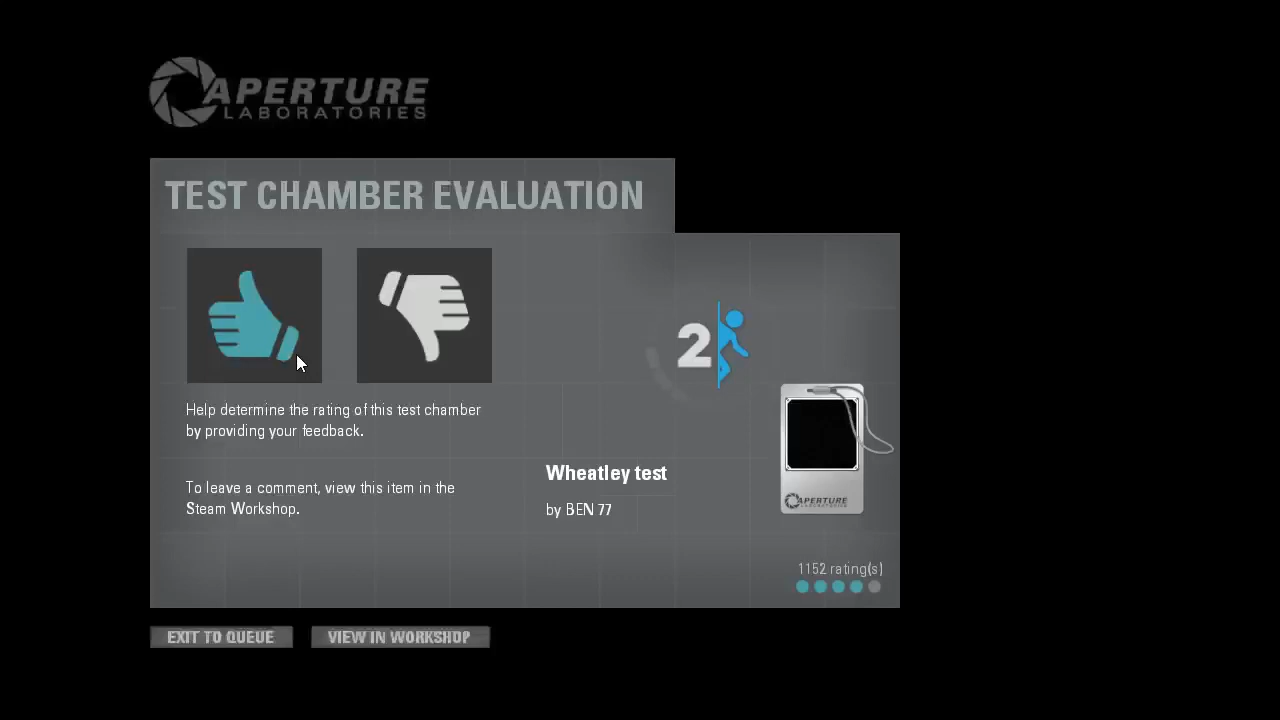 APERTURE
LABORATORIES
TEST CHAMBER EVALUATION
2
Help determine the rating of this test chamber
by providing your feedback.
To leave a comment, view this item in the
Steam Workshop.
Wheatley test
by BEN 77
APERTURE
LABORATORIES
1152 rating(s)
EXIT TO QUEUE
VIEW IN WORKSHOP